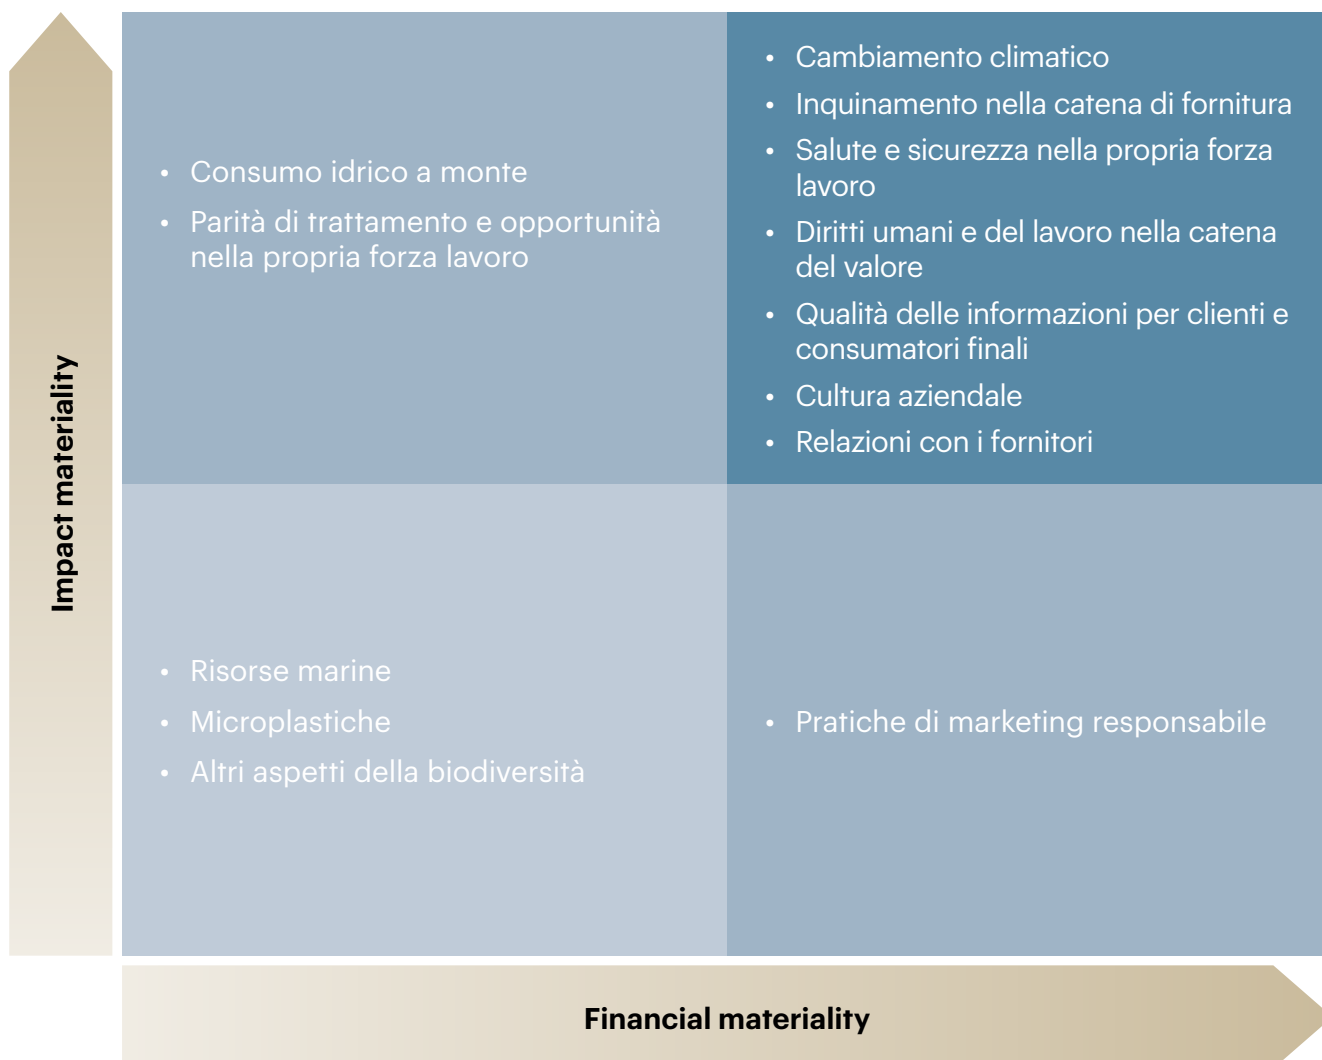 Impact materiality
• Consumo idrico a monte
• Parità di trattamento e opportunità
nella propria forza lavoro
• Cambiamento climatico
• Inquinamento nella catena di fornitura
• Salute e sicurezza nella propria forza
lavoro
• Diritti umani e del lavoro nella catena
del valore
• Qualità delle informazioni per clienti e
consumatori finali
• Cultura aziendale
• Relazioni con i fornitori
• Risorse marine
• Microplastiche
• Altri aspetti della biodiversità
• Pratiche di marketing responsabile
Financial materiality